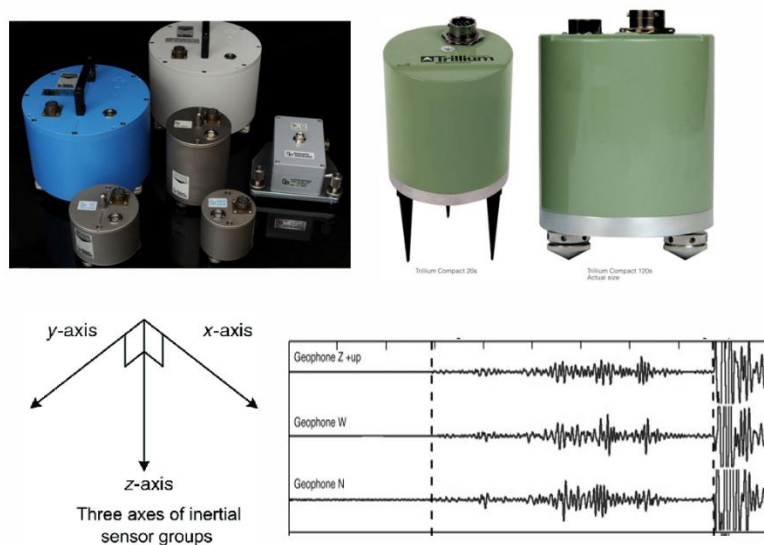 Trillium
Trillium Compact 20s
Trillium Compact 120s
Actual size
y-axis
x-axis
z-axis
Three axes of inertial
sensor groups
Geophone Z +up
Geophone W
Geophone N